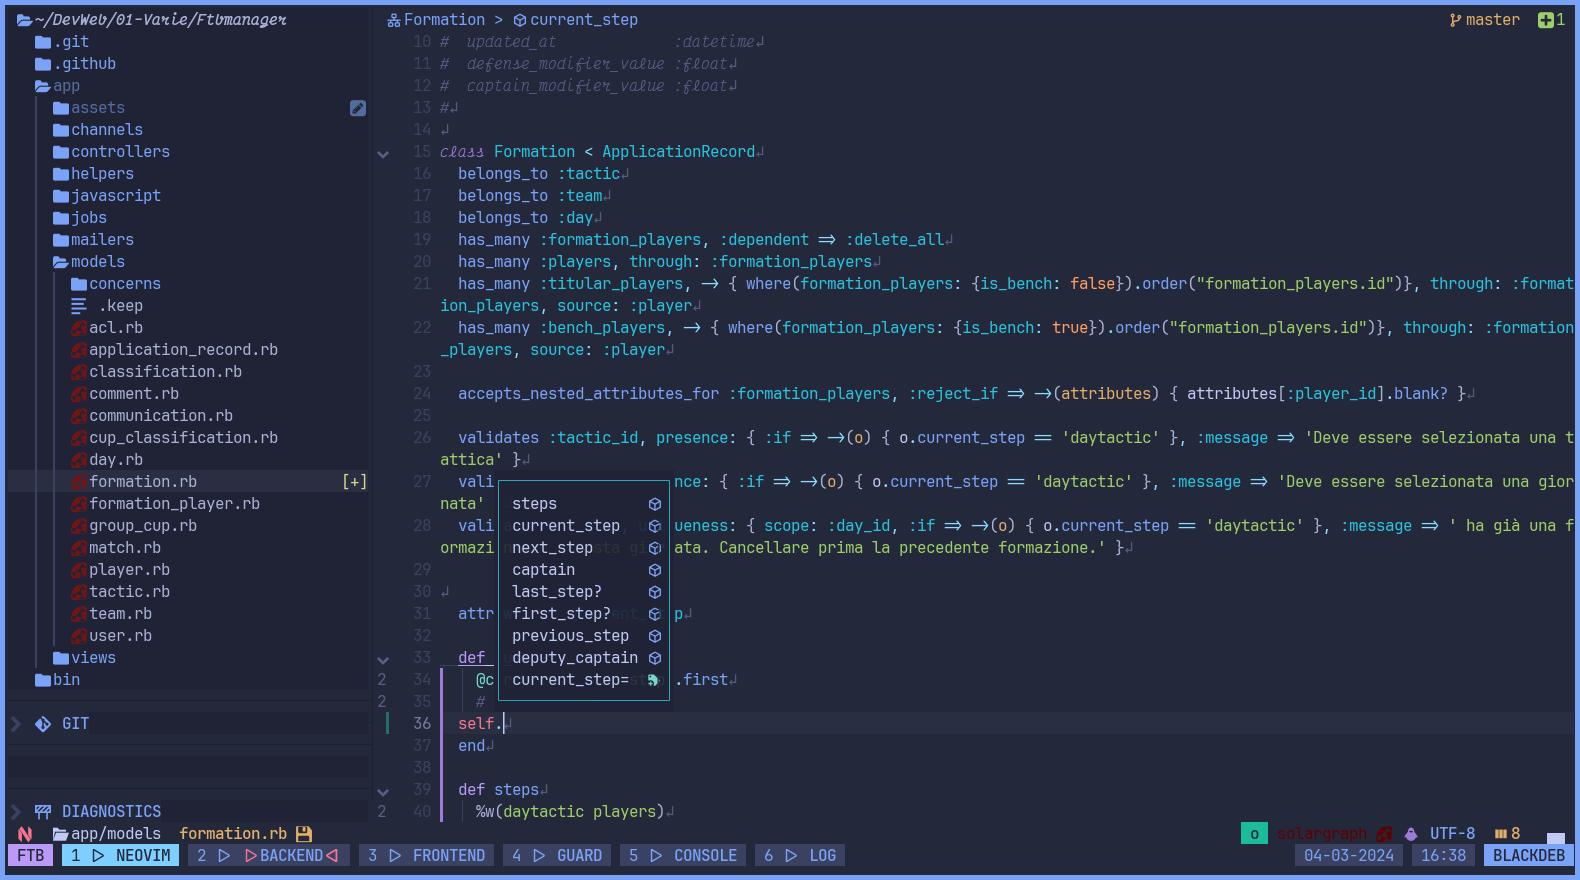 ~/DevWeb/01-Varie/Ftbmanager
.git
.github
app
assets
channels
controllers
helpers
javascript
jobs
mailers
models
concerns
.keep
acl.rb
application_record.rb
classification.rb
comment.rb
communication.rb
cup_classification.rb
day.rb
formation.rb [+]
formation_player.rb
group_cup.rb
match.rb
player.rb
tactic.rb
team.rb
user.rb
views
bin
GIT
DIAGNOSTICS
Formation > current_step master 1
10 # updated_at :datetime↲
11 # defense_modifier_value :float↲
12 # captain_modifier_value :float↲
13 #↲
14 ↲
15 class Formation < ApplicationRecord↲
16 belongs_to :tactic↲
17 belongs_to :team↲
18 belongs_to :day↲
19 has_many :formation_players, :dependent => :delete_all↲
20 has_many :players, through: :formation_players↲
21 has_many :titular_players, -> { where(formation_players: {is_bench: false}).order("formation_players.id")}, through: :format
ion_players, source: :player↲
22 has_many :bench_players, -> { where(formation_players: {is_bench: true}).order("formation_players.id")}, through: :formation
_players, source: :player↲
23
24 accepts_nested_attributes_for :formation_players, :reject_if => ->(attributes) { attributes[:player_id].blank? }↲
25
26 validates :tactic_id, presence: { :if => ->(o) { o.current_step == 'daytactic' }, :message => 'Deve essere selezionata una t
attica' }↲
27 vali nce: { :if => ->(o) { o.current_step == 'daytactic' }, :message => 'Deve essere selezionata una gior
nata'
28 vali ueness: { scope: :day_id, :if => ->(o) { o.current_step == 'daytactic' }, :message => ' ha già una f
ormazi ata. Cancellare prima la precedente formazione.' }↲
29
30 ↲
31 attr p↲
32
33 def
2 34 @c .first↲
2 35 #
36 self.↲
37 end↲
38
39 def steps↲
2 40 %w(daytactic players)↲
steps
current_step
next_step
captain
last_step?
first_step?
previous_step
deputy_captain
current_step=
app/models formation.rb o solargraph UTF-8 8
FTB 1 NEOVIM 2 BACKEND 3 FRONTEND 4 GUARD 5 CONSOLE 6 LOG 04-03-2024 16:38 BLACKDEB